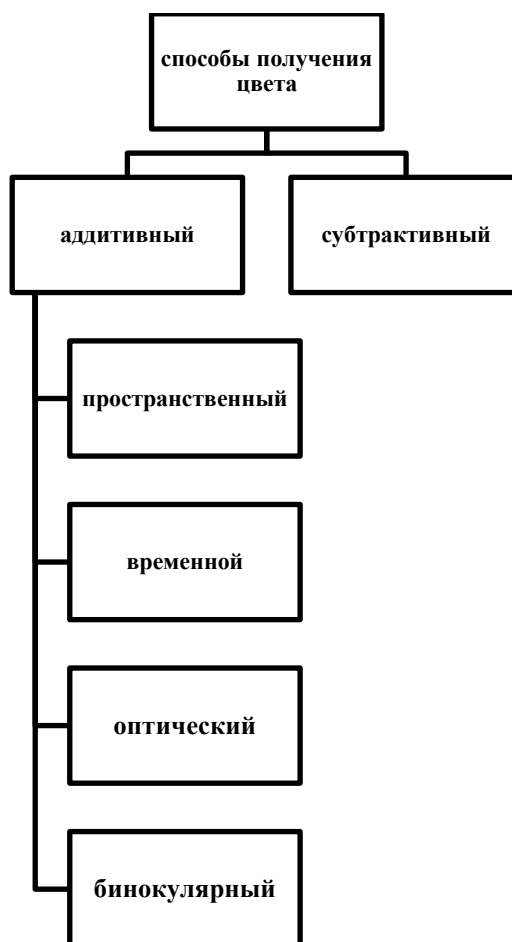 способы получения
цвета
аддитивный
субтрактивный
пространственный
временной
оптический
бинокулярный